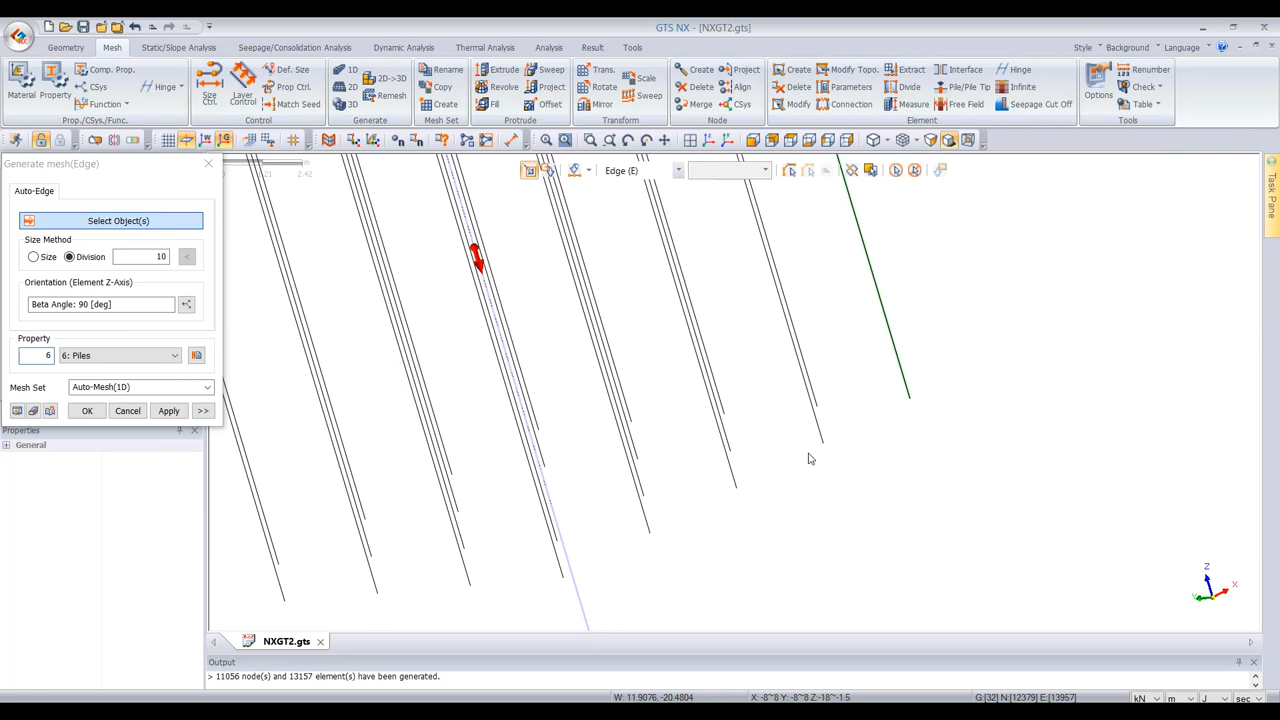 GTS NX - [NXGT2.gts]
Geometry Mesh Static/Slope Analysis Seepage/Consolidation Analysis Dynamic Analysis Thermal Analysis Analysis Result Tools Style Background Language
Comp. Prop. Def. Size 1D Rename Extrude Sweep Trans. Create Project Create Modify Topo. Extract Interface Hinge Renumber
Material Property CSys Hinge Size Ctrl. Layer Control Prop Ctrl. 2D 2D->3D Copy Revolve Project Rotate Scale Delete Align Delete Parameters Divide Pile/Pile Tip Infinite Options Check
Function Match Seed 3D Remesh Create Fill Offset Mirror Sweep Merge CSys Modify Connection Measure Free Field Seepage Cut Off Table
Prop./CSys./Func. Control Generate Mesh Set Protrude Transform Node Element Tools
Generate mesh(Edge)
2.42
Edge (E)
Task Pane
Auto-Edge
Select Object(s)
Size Method
Size Division 10 <
Orientation (Element Z-Axis)
Beta Angle: 90 [deg]
Property
6 6: Piles
Mesh Set Auto-Mesh(1D)
OK Cancel Apply >>
Properties
General
Z
X
Y
NXGT2.gts
Output
> 11056 node(s) and 13157 element(s) have been generated.
W: 11.9076, -20.4804 X: -8~8 Y: -8~8 Z:-18~-1.5 G:[32] N:[12379] E:[13957] kN m J sec